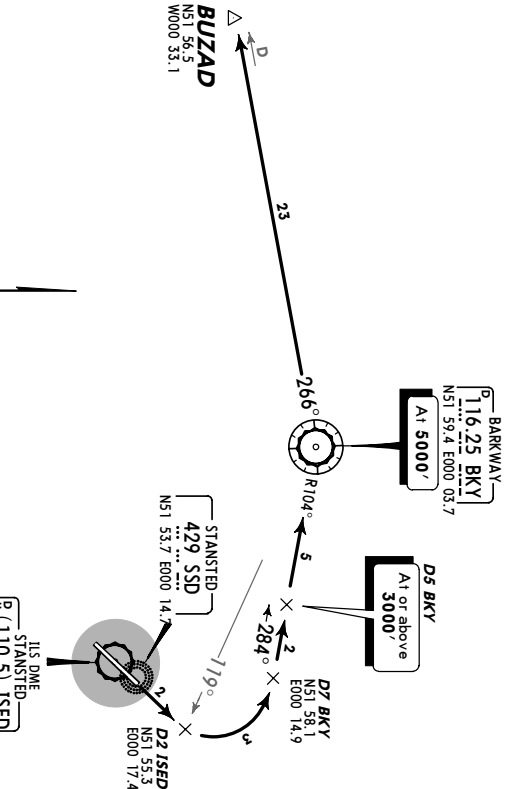 BUZAD
N51 56.5
W000 33.1
D
23
266°
BARKWAY
D 116.25 BKY
N51 59.4 E000 03.7
At 5000'
R104°
5
D5 BKY
At or above
3000'
284°
2
D7 BKY
N51 58.1
E000 14.9
119°
3
STANSTED
429 SSD
N51 53.7 E000 14.7
2
D2 ISED
N51 55.3
E000 17.4
ILS DME
STANSTED
D (110.5) ISED